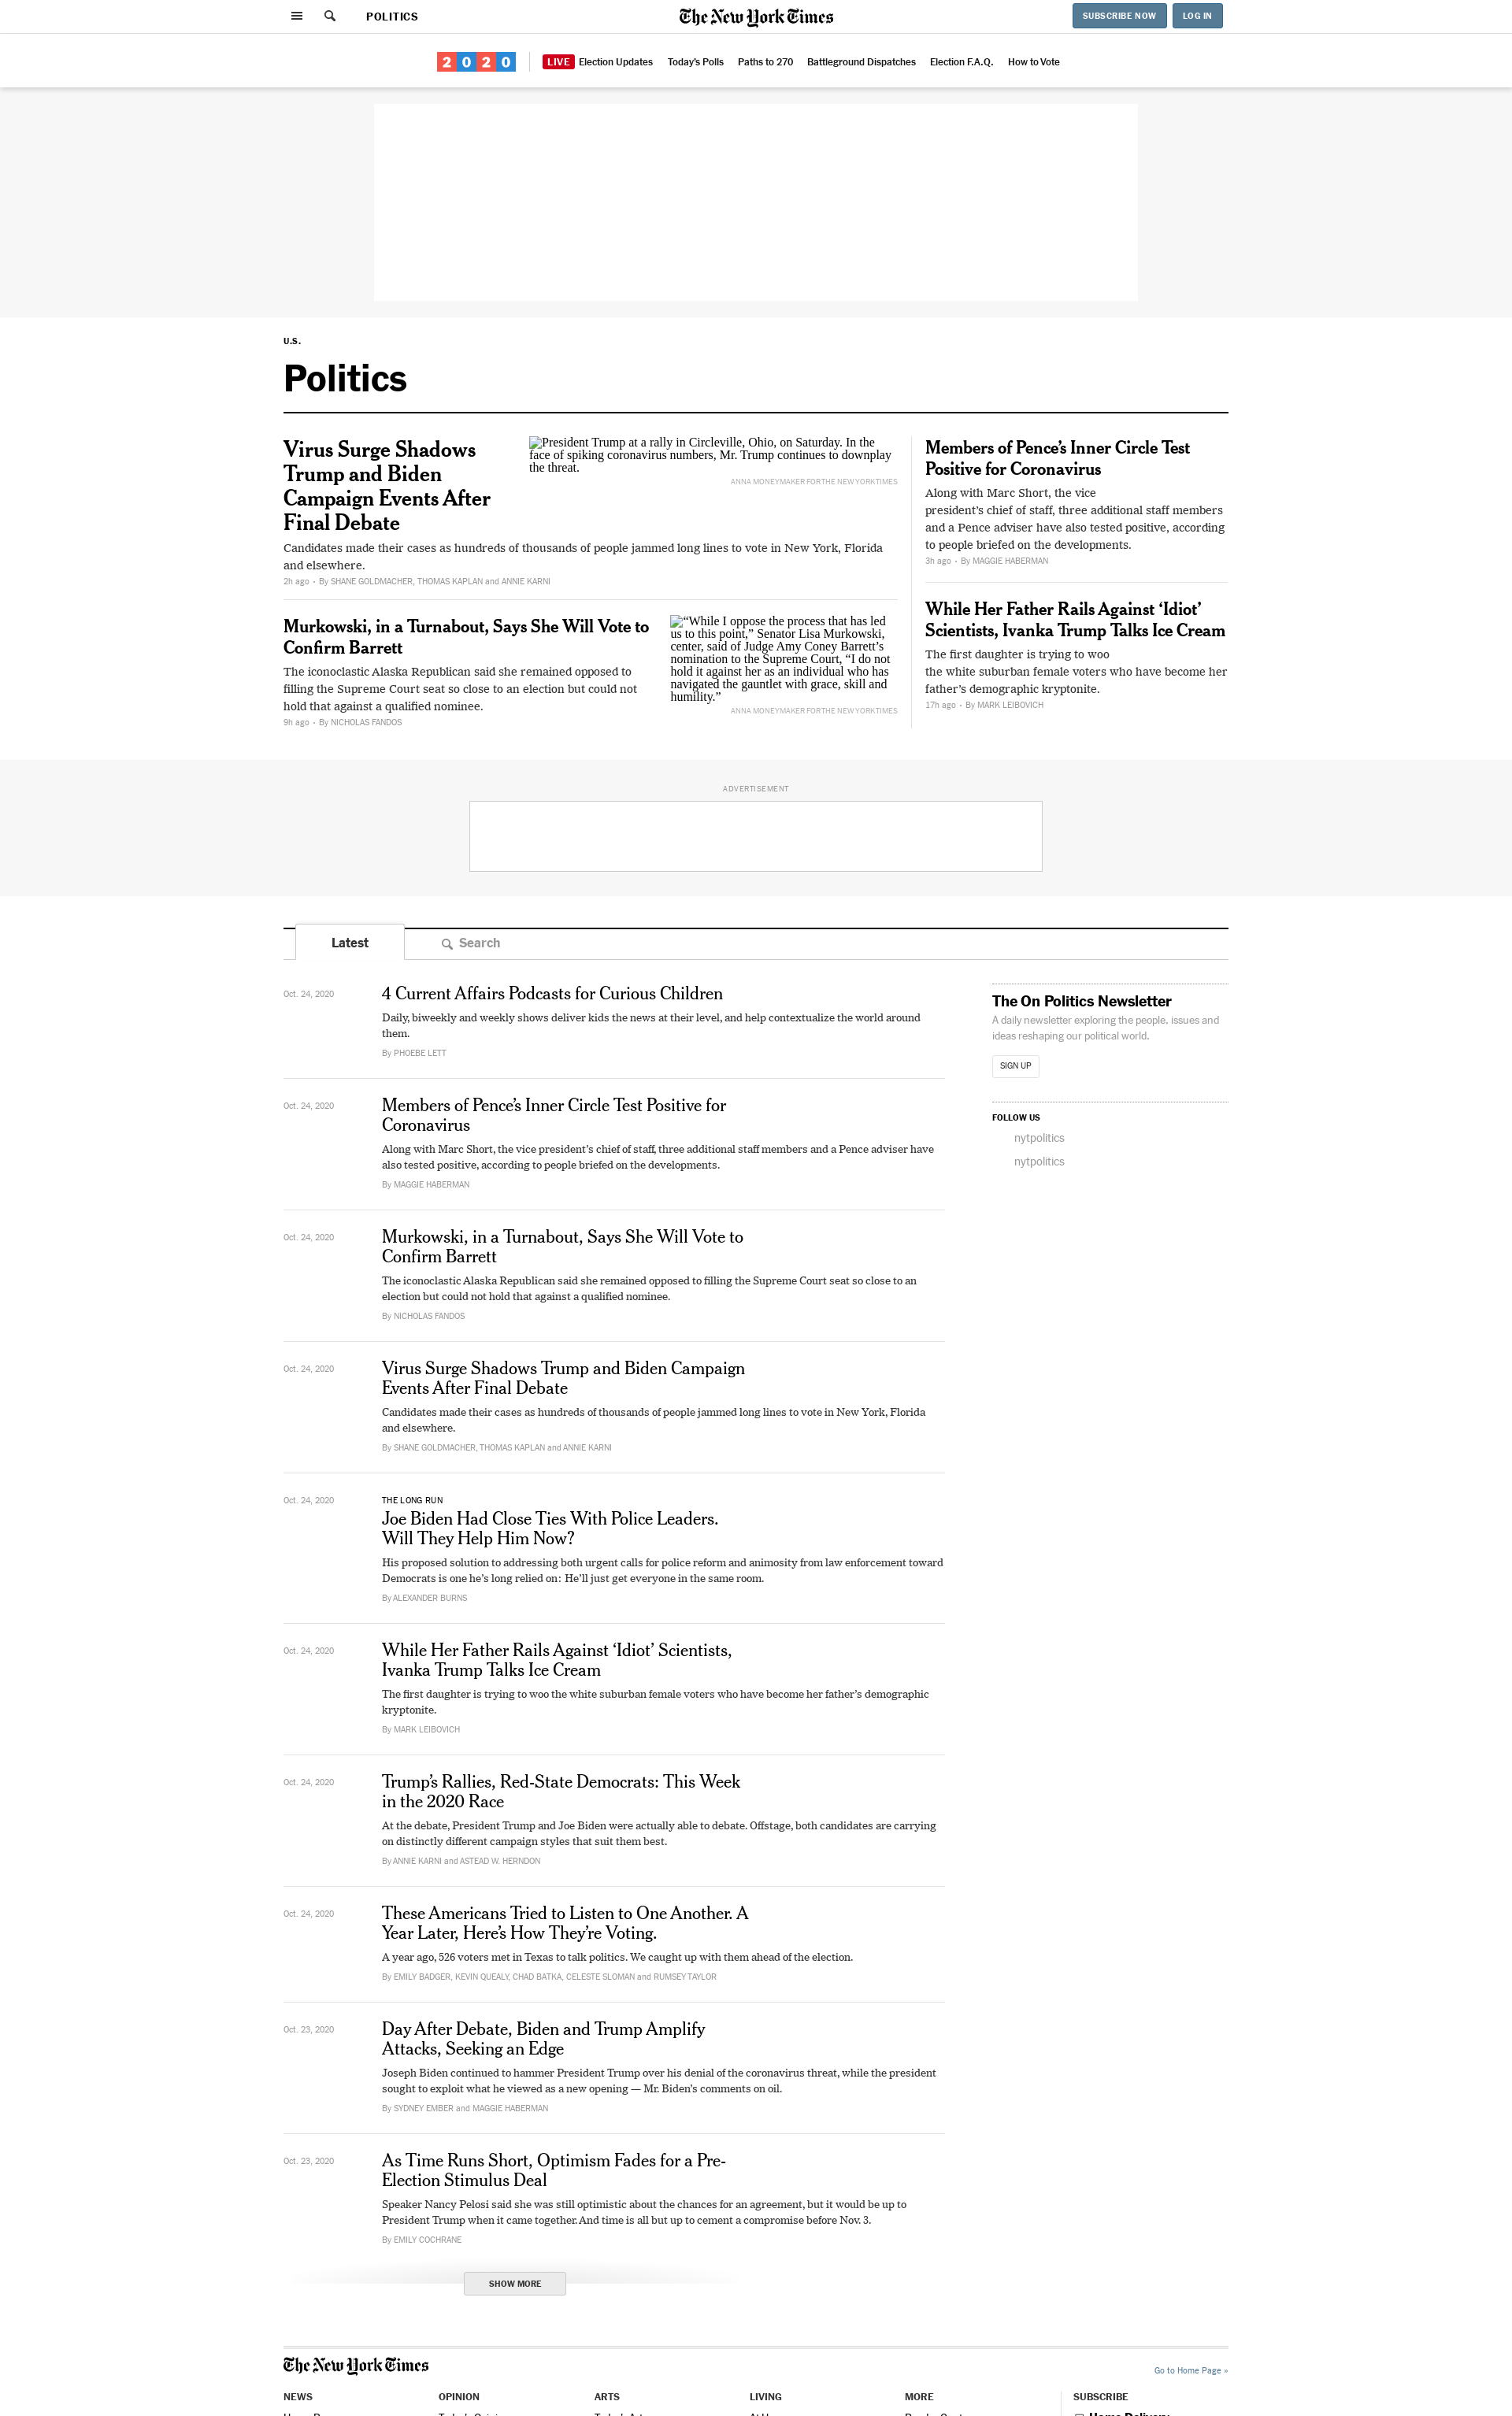 POLITICS
The New York Times
SUBSCRIBE NOW
LOG IN
2020
LIVE Election Updates
Today's Polls
Paths to 270
Battleground Dispatches
Election F.A.Q.
How to Vote
U.S.
Politics
Virus Surge Shadows
Trump and Biden
Campaign Events After
Final Debate
President Trump at a rally in Circleville, Ohio, on Saturday. In the
face of spiking coronavirus numbers, Mr. Trump continues to downplay
the threat.
ANNA MONEYMAKER FOR THE NEW YORK TIMES
Candidates made their cases as hundreds of thousands of people jammed long lines to vote in New York, Florida
and elsewhere.
2h ago • By SHANE GOLDMACHER, THOMAS KAPLAN and ANNIE KARNI
Murkowski, in a Turnabout, Says She Will Vote to
Confirm Barrett
The iconoclastic Alaska Republican said she remained opposed to
filling the Supreme Court seat so close to an election but could not
hold that against a qualified nominee.
9h ago • By NICHOLAS FANDOS
“While I oppose the process that has led
us to this point,” Senator Lisa Murkowski,
center, said of Judge Amy Coney Barrett’s
nomination to the Supreme Court, “I do not
hold it against her as an individual who has
navigated the gauntlet with grace, skill and
humility.”
ANNA MONEYMAKER FOR THE NEW YORK TIMES
Members of Pence’s Inner Circle Test
Positive for Coronavirus
Along with Marc Short, the vice
president’s chief of staff, three additional staff members
and a Pence adviser have also tested positive, according
to people briefed on the developments.
3h ago • By MAGGIE HABERMAN
While Her Father Rails Against ‘Idiot’
Scientists, Ivanka Trump Talks Ice Cream
The first daughter is trying to woo
the white suburban female voters who have become her
father’s demographic kryptonite.
17h ago • By MARK LEIBOVICH
ADVERTISEMENT
Latest
Search
Oct. 24, 2020
4 Current Affairs Podcasts for Curious Children
Daily, biweekly and weekly shows deliver kids the news at their level, and help contextualize the world around
them.
By PHOEBE LETT
Oct. 24, 2020
Members of Pence’s Inner Circle Test Positive for
Coronavirus
Along with Marc Short, the vice president’s chief of staff, three additional staff members and a Pence adviser have
also tested positive, according to people briefed on the developments.
By MAGGIE HABERMAN
Oct. 24, 2020
Murkowski, in a Turnabout, Says She Will Vote to
Confirm Barrett
The iconoclastic Alaska Republican said she remained opposed to filling the Supreme Court seat so close to an
election but could not hold that against a qualified nominee.
By NICHOLAS FANDOS
Oct. 24, 2020
Virus Surge Shadows Trump and Biden Campaign
Events After Final Debate
Candidates made their cases as hundreds of thousands of people jammed long lines to vote in New York, Florida
and elsewhere.
By SHANE GOLDMACHER, THOMAS KAPLAN and ANNIE KARNI
Oct. 24, 2020
THE LONG RUN
Joe Biden Had Close Ties With Police Leaders.
Will They Help Him Now?
His proposed solution to addressing both urgent calls for police reform and animosity from law enforcement toward
Democrats is one he’s long relied on: He’ll just get everyone in the same room.
By ALEXANDER BURNS
Oct. 24, 2020
While Her Father Rails Against ‘Idiot’ Scientists,
Ivanka Trump Talks Ice Cream
The first daughter is trying to woo the white suburban female voters who have become her father’s demographic
kryptonite.
By MARK LEIBOVICH
Oct. 24, 2020
Trump’s Rallies, Red-State Democrats: This Week
in the 2020 Race
At the debate, President Trump and Joe Biden were actually able to debate. Offstage, both candidates are carrying
on distinctly different campaign styles that suit them best.
By ANNIE KARNI and ASTEAD W. HERNDON
Oct. 24, 2020
These Americans Tried to Listen to One Another. A
Year Later, Here’s How They’re Voting.
A year ago, 526 voters met in Texas to talk politics. We caught up with them ahead of the election.
By EMILY BADGER, KEVIN QUEALY, CHAD BATKA, CELESTE SLOMAN and RUMSEY TAYLOR
Oct. 23, 2020
Day After Debate, Biden and Trump Amplify
Attacks, Seeking an Edge
Joseph Biden continued to hammer President Trump over his denial of the coronavirus threat, while the president
sought to exploit what he viewed as a new opening — Mr. Biden’s comments on oil.
By SYDNEY EMBER and MAGGIE HABERMAN
Oct. 23, 2020
As Time Runs Short, Optimism Fades for a Pre-
Election Stimulus Deal
Speaker Nancy Pelosi said she was still optimistic about the chances for an agreement, but it would be up to
President Trump when it came together. And time is all but up to cement a compromise before Nov. 3.
By EMILY COCHRANE
SHOW MORE
The On Politics Newsletter
A daily newsletter exploring the people, issues and
ideas reshaping our political world.
SIGN UP
FOLLOW US
nytpolitics
nytpolitics
The New York Times
Go to Home Page »
NEWS
OPINION
ARTS
LIVING
MORE
SUBSCRIBE
Home Delivery